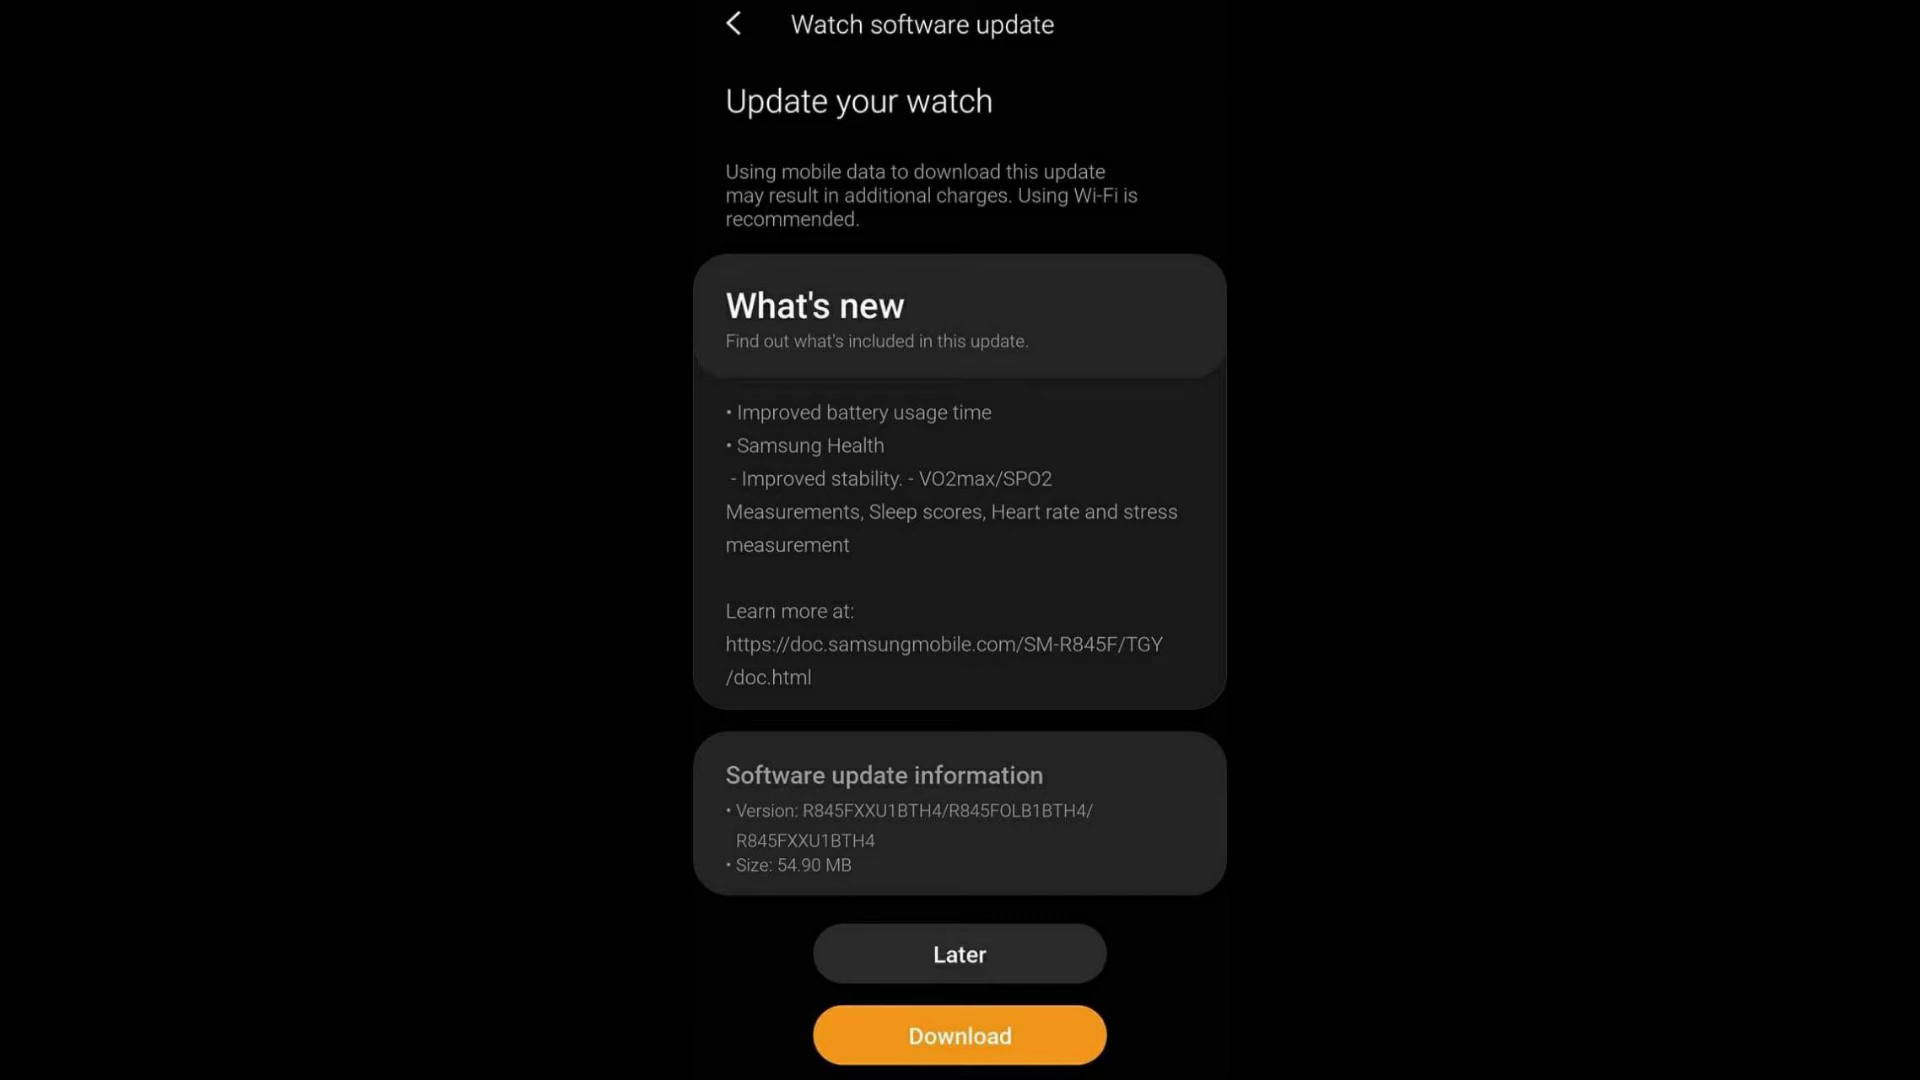 Watch software update
Update your watch
Using mobile data to download this update
may result in additional charges. Using Wi-Fi is
recommended.
What's new
Find out what's included in this update.
• Improved battery usage time
• Samsung Health
- Improved stability. - VO2max/SPO2
Measurements, Sleep scores, Heart rate and stress
measurement
Learn more at:
https://doc.samsungmobile.com/SM-R845F/TGY
/doc.html
Software update information
• Version: R845FXXU1BTH4/R845FOLB1BTH4/
R845FXXU1BTH4
• Size: 54.90 MB
Later
Download